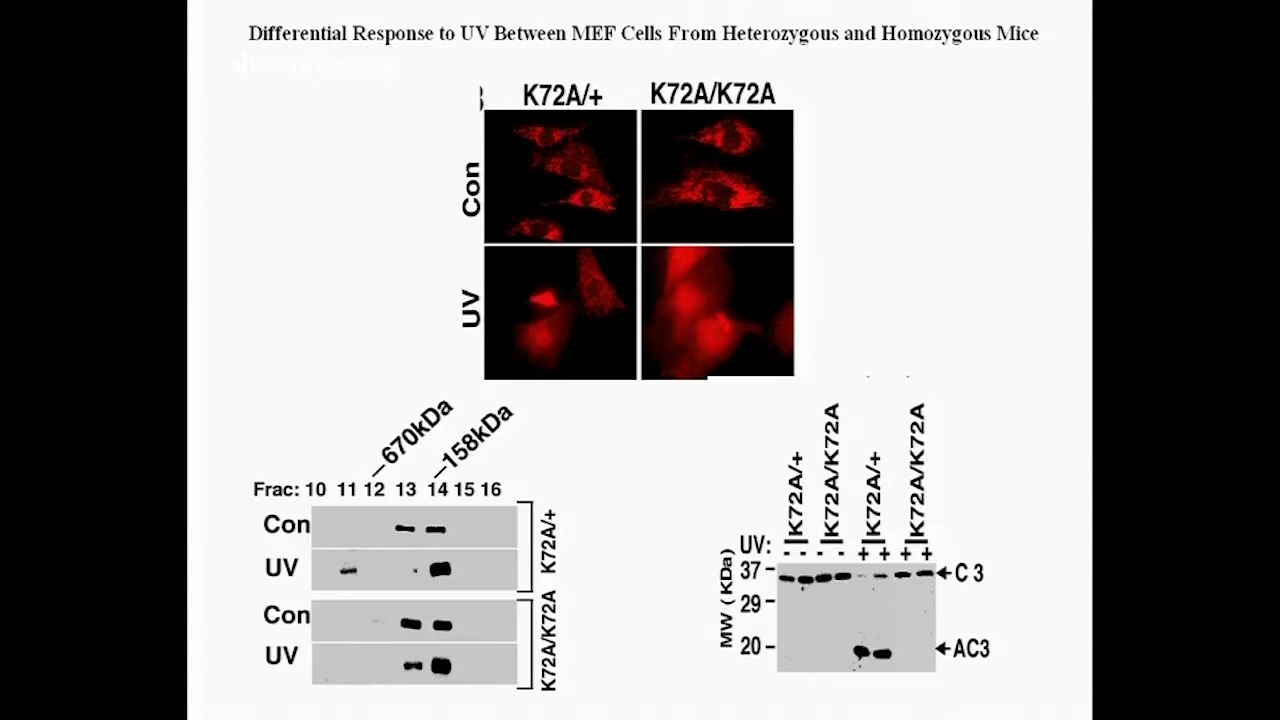 Differential Response to UV Between MEF Cells From Heterozygous and Homozygous Mice
K72A/+ K72A/K72A
Con
UV
–670kDa
–158kDa
Frac: 10 11 12 13 14 15 16
Con
UV
K72A/+
Con
UV
K72A/K72A
K72A/+
K72A/K72A
K72A/+
K72A/K72A
UV: - - - - + + + +
MW (KDa)
37
29
20
C 3
AC3